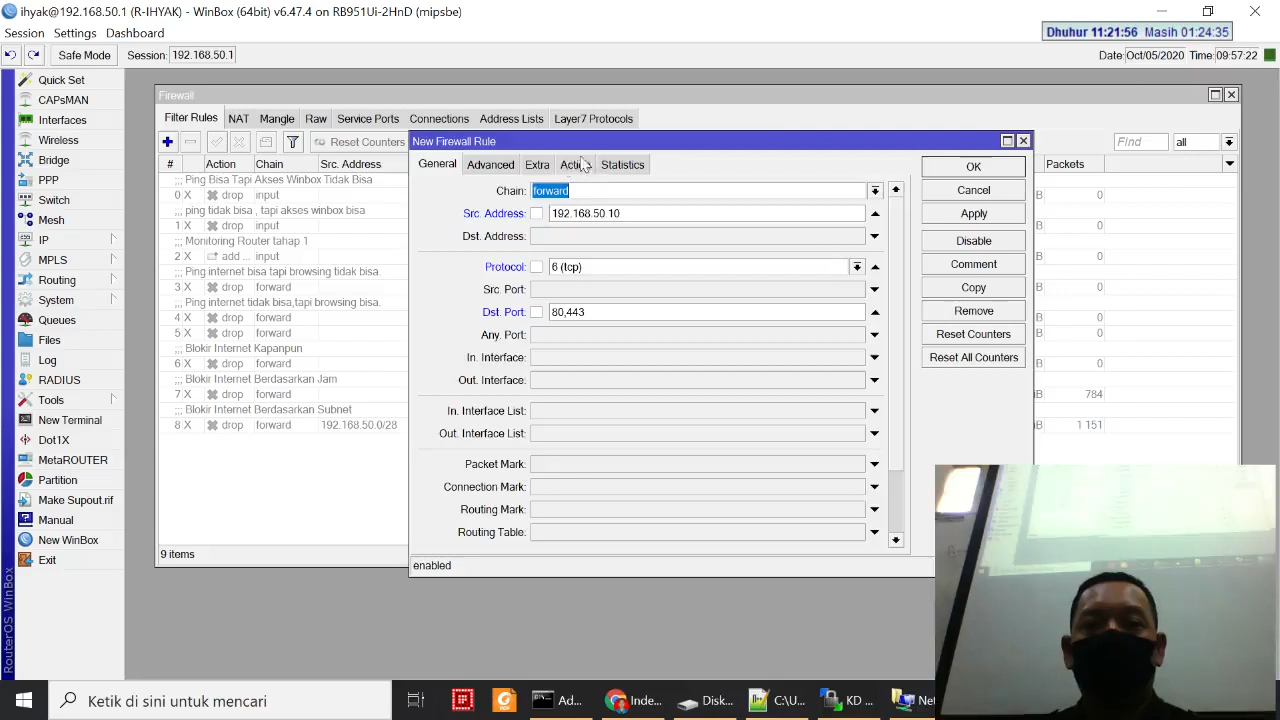 ihyak@192.168.50.1 (R-IHYAK) - WinBox (64bit) v6.47.4 on RB951Ui-2HnD (mipsbe)
Session Settings Dashboard
Dhuhur 11:21:56 Masih 01:24:35
Safe Mode Session: 192.168.50.1 Date: Oct/05/2020 Time: 09:57:22
Quick Set
CAPsMAN
Interfaces
Wireless
Bridge
PPP
Switch
Mesh
IP
MPLS
Routing
System
Queues
Files
Log
RADIUS
Tools
New Terminal
Dot1X
MetaROUTER
Partition
Make Supout.rif
Manual
New WinBox
Exit
RouterOS WinBox
Firewall
Filter Rules NAT Mangle Raw Service Ports Connections Address Lists Layer7 Protocols
Reset Counters Find all
# Action Chain Src. Address Packets
;;; Ping Bisa Tapi Akses Winbox Tidak Bisa
0 X drop input B 0
;;; ping tidak bisa , tapi akses winbox bisa
1 X drop input B 0
;;; Monitoring Router tahap 1
2 X add ... input B 0
;;; Ping internet bisa tapi browsing tidak bisa.
3 X drop forward B 0
;;; Ping internet tidak bisa,tapi browsing bisa.
4 X drop forward B 0
5 X drop forward B 0
;;; Blokir Internet Kapanpun
6 X drop forward B 0
;;; Blokir Internet Berdasarkan Jam
7 X drop forward B 784
;;; Blokir Internet Berdasarkan Subnet
8 X drop forward 192.168.50.0/28 B 1 151
9 items
New Firewall Rule
General Advanced Extra Statistics
Chain: forward
Src. Address: 192.168.50 10
Dst. Address:
Protocol: 6 (tcp)
Src. Port:
Dst. Port: 80,443
Any. Port:
In. Interface:
Out. Interface:
In. Interface List:
Out. Interface List:
Packet Mark:
Connection Mark:
Routing Mark:
Routing Table:
enabled
OK
Cancel
Apply
Disable
Comment
Copy
Remove
Reset Counters
Reset All Counters
Ketik di sini untuk mencari
Ad... Inde... Disk... C:\U... KD ... Net